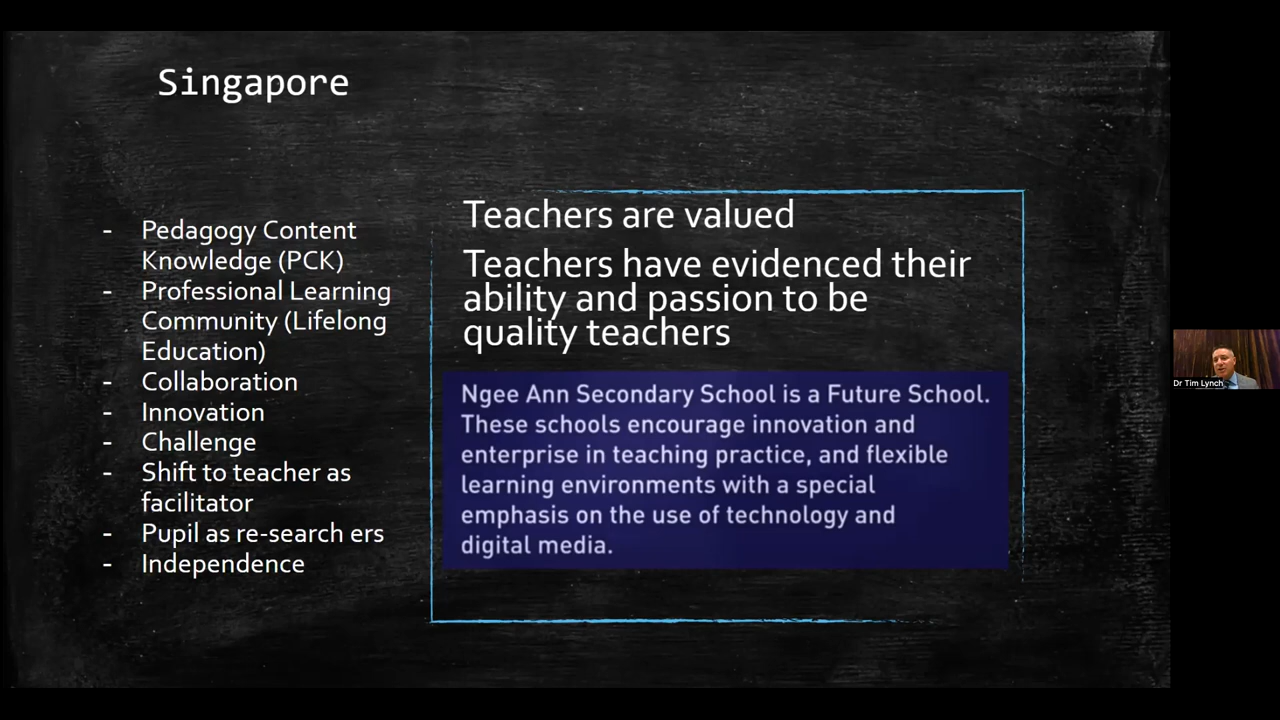 Singapore
- Pedagogy Content
Knowledge (PCK)
- Professional Learning
Community (Lifelong
Education)
- Collaboration
- Innovation
- Challenge
- Shift to teacher as
facilitator
- Pupil as re-search ers
- Independence
Teachers are valued
Teachers have evidenced their
ability and passion to be
quality teachers
Ngee Ann Secondary School is a Future School.
These schools encourage innovation and
enterprise in teaching practice, and flexible
learning environments with a special
emphasis on the use of technology and
digital media.
Dr Tim Lynch